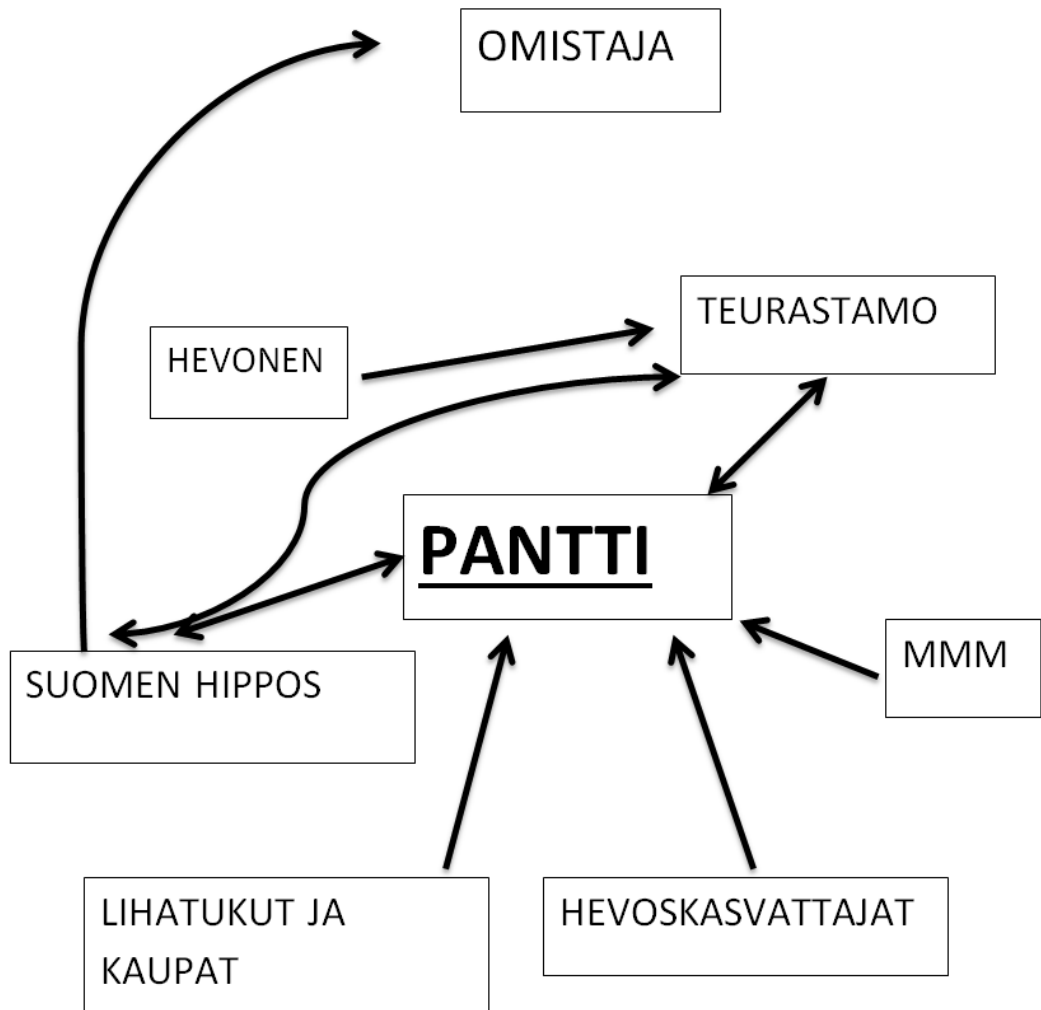 OMISTAJA
TEURASTAMO
HEVONEN
PANTTI
MMM
SUOMEN HIPPOS
LIHATUKUT JA
KAUPAT
HEVOSKASVATTAJAT